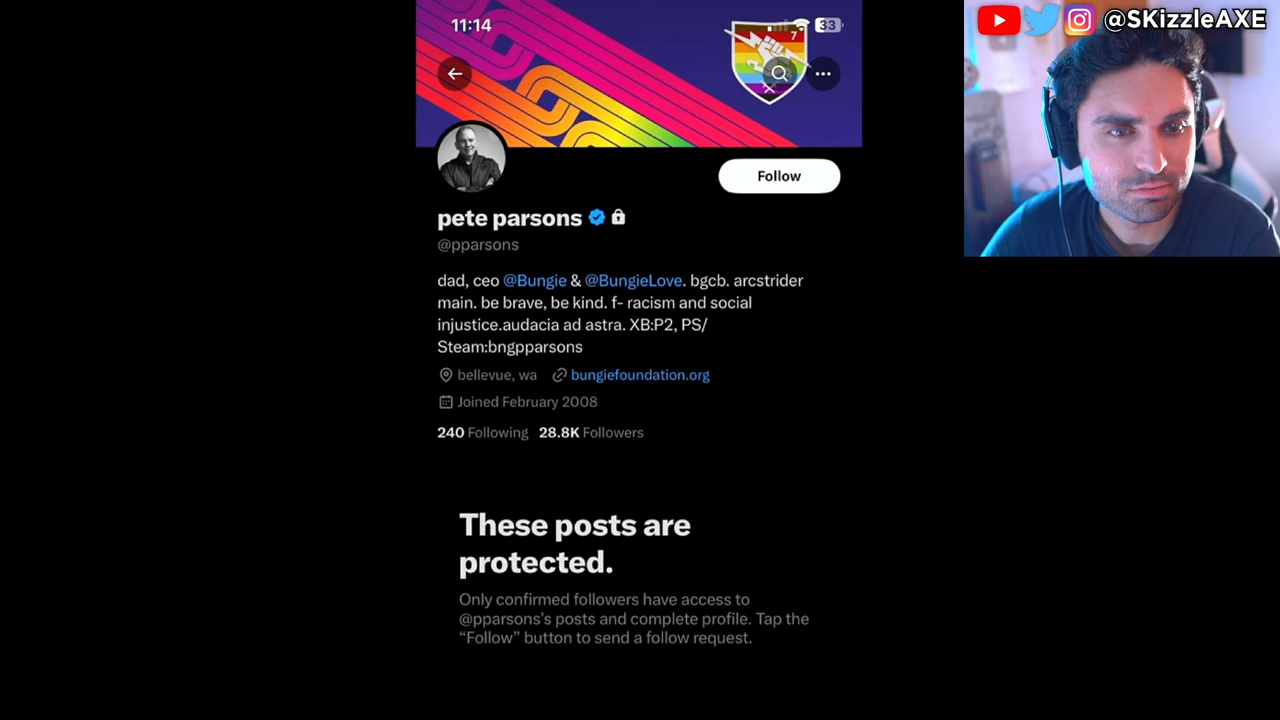 11:14
33
7
@SKizzleAXE
Follow
pete parsons
@pparsons
dad, ceo @Bungie & @BungieLove. bgcb. arcstrider
main. be brave, be kind. f- racism and social
injustice.audacia ad astra. XB:P2, PS/
Steam:bngpparsons
bellevue, wa bungiefoundation.org
Joined February 2008
240 Following 28.8K Followers
These posts are
protected.
Only confirmed followers have access to
@pparsons's posts and complete profile. Tap the
“Follow” button to send a follow request.